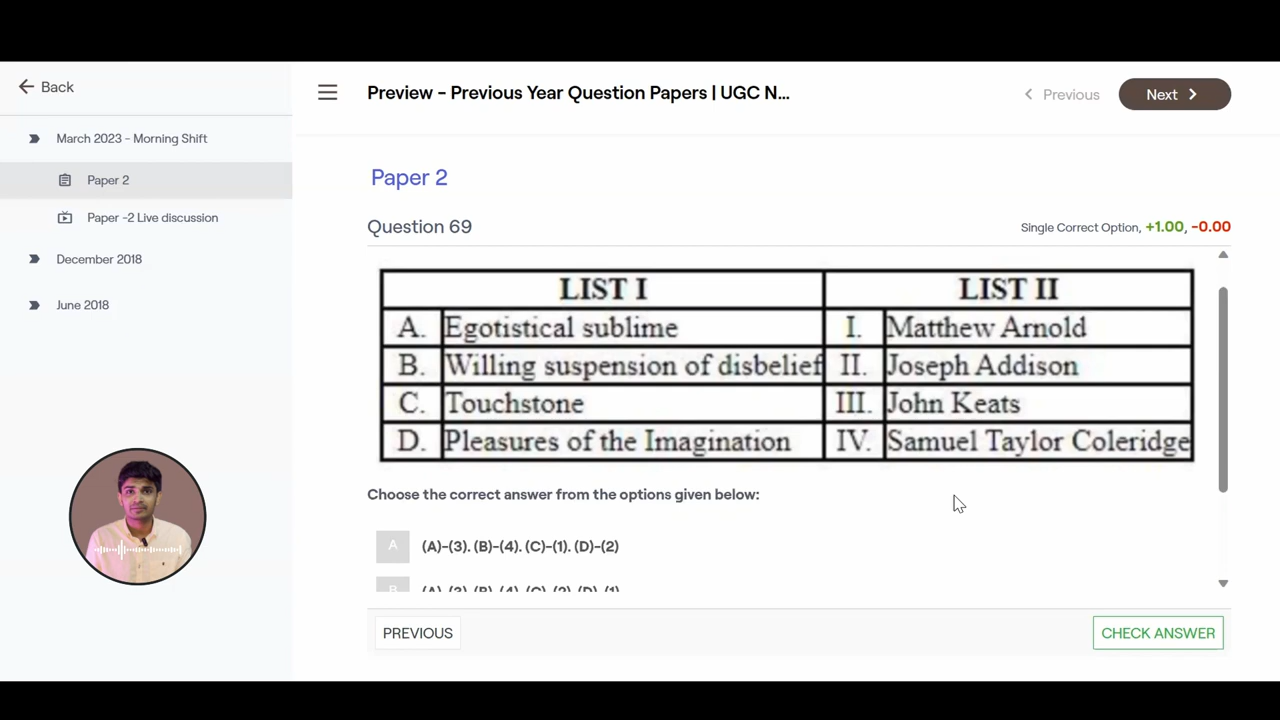 Back
Preview - Previous Year Question Papers | UGC N...
Previous
Next
March 2023 - Morning Shift
Paper 2
Paper -2 Live discussion
December 2018
June 2018
Paper 2
Question 69
Single Correct Option, +1.00, -0.00
LIST I LIST II
A. Egotistical sublime I. Matthew Arnold
B. Willing suspension of disbelief II. Joseph Addison
C. Touchstone III. John Keats
D. Pleasures of the Imagination IV. Samuel Taylor Coleridge
Choose the correct answer from the options given below:
A (A)-(3). (B)-(4). (C)-(1). (D)-(2)
B (A)-(3). (B)-(4). (C)-(2). (D)-(1)
PREVIOUS
CHECK ANSWER